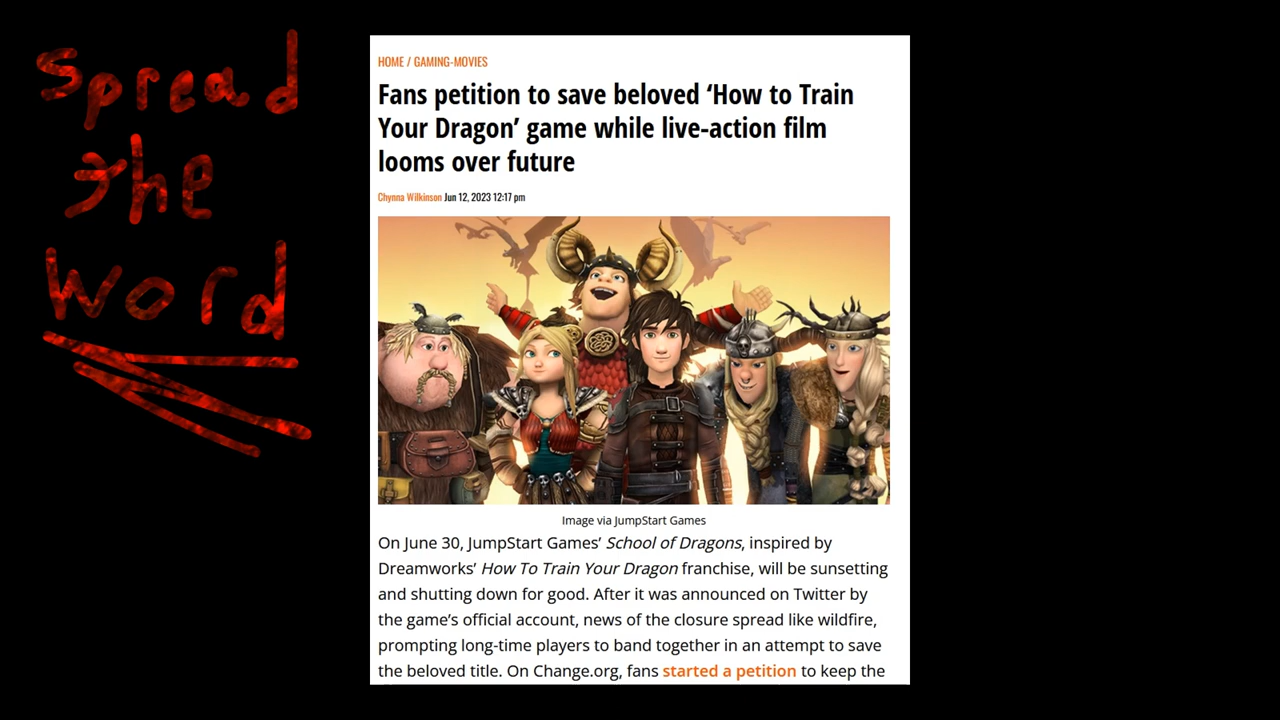 Spread
the
word
HOME / GAMING-MOVIES
Fans petition to save beloved ‘How to Train
Your Dragon’ game while live-action film
looms over future
Chynna Wilkinson Jun 12, 2023 12:17 pm
Image via JumpStart Games
On June 30, JumpStart Games’ School of Dragons, inspired by
Dreamworks’ How To Train Your Dragon franchise, will be sunsetting
and shutting down for good. After it was announced on Twitter by
the game’s official account, news of the closure spread like wildfire,
prompting long-time players to band together in an attempt to save
the beloved title. On Change.org, fans started a petition to keep the